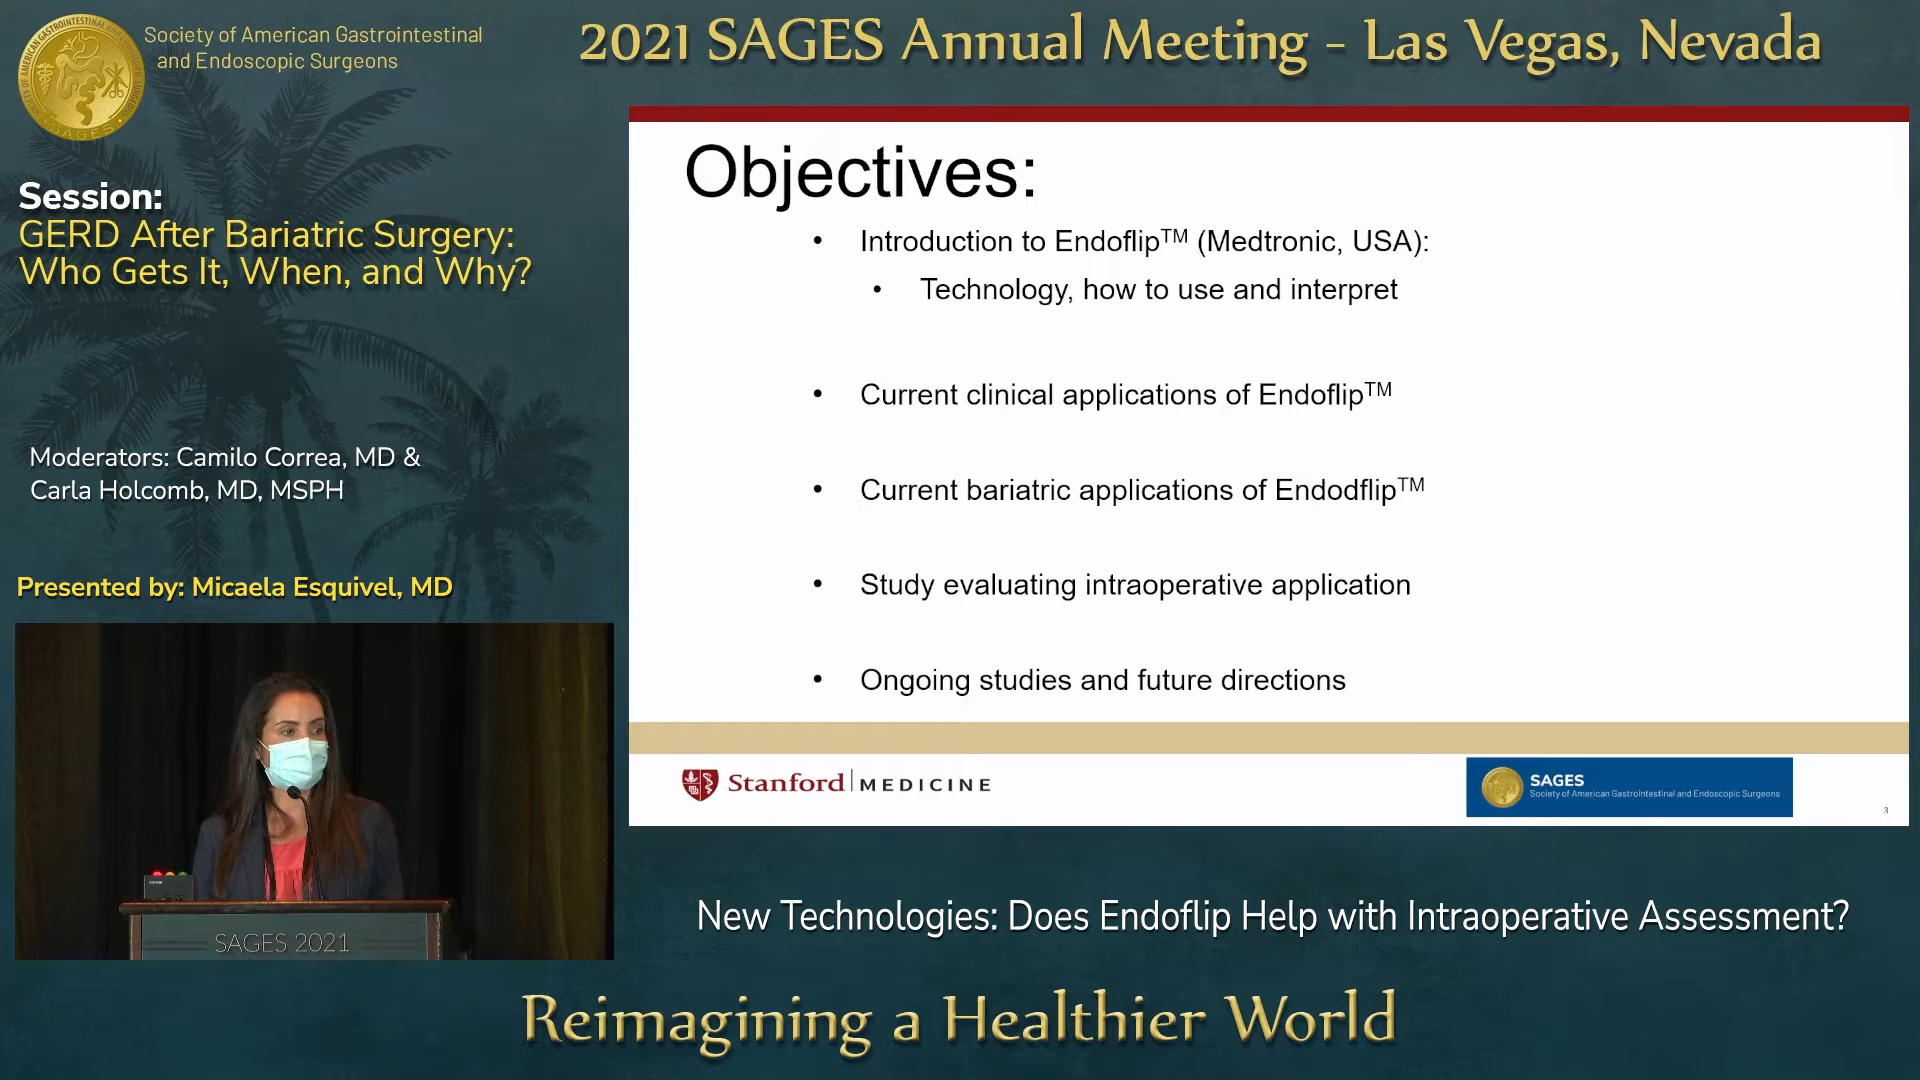 Society of American Gastrointestinal
and Endoscopic Surgeons
2021 SAGES Annual Meeting - Las Vegas, Nevada
SAGES
Session:
GERD After Bariatric Surgery:
Who Gets It, When, and Why?
Moderators: Camilo Correa, MD &
Carla Holcomb, MD, MSPH
Presented by: Micaela Esquivel, MD
SAGES 2021
Objectives:
• Introduction to Endoflip™ (Medtronic, USA):
• Technology, how to use and interpret
• Current clinical applications of Endoflip™
• Current bariatric applications of Endodflip™
• Study evaluating intraoperative application
• Ongoing studies and future directions
Stanford MEDICINE
SAGES
Society of American Gastrointestinal and Endoscopic Surgeons
3
New Technologies: Does Endoflip Help with Intraoperative Assessment?
Reimagining a Healthier World